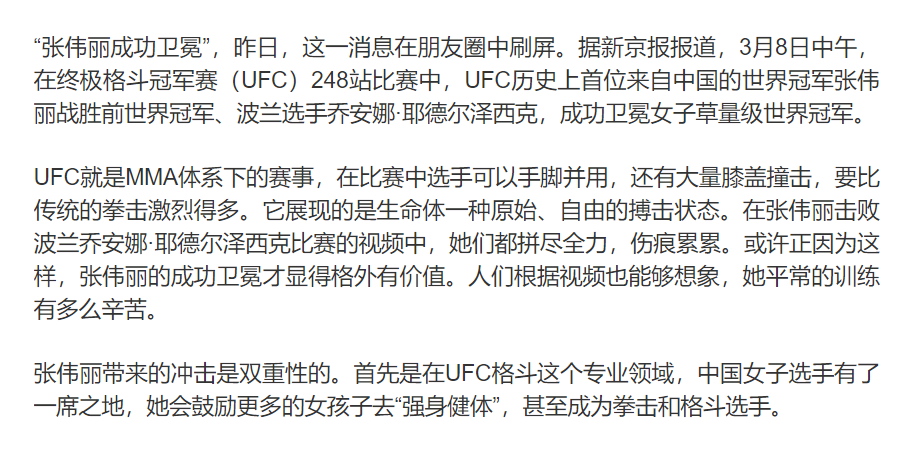 “张伟丽成功卫冕”，昨日，这一消息在朋友圈中刷屏。据新京报报道，3月8日中午，
在终极格斗冠军赛（UFC）248站比赛中，UFC历史上首位来自中国的世界冠军张伟
丽战胜前世界冠军、波兰选手乔安娜·耶德尔泽西克，成功卫冕女子草量级世界冠军。
UFC就是MMA体系下的赛事，在比赛中选手可以手脚并用，还有大量膝盖撞击，要比
传统的拳击激烈得多。它展现的是生命体一种原始、自由的搏击状态。在张伟丽击败
波兰乔安娜·耶德尔泽西克比赛的视频中，她们都拼尽全力，伤痕累累。或许正因为这
样，张伟丽的成功卫冕才显得格外有价值。人们根据视频也能够想象，她平常的训练
有多么辛苦。
张伟丽带来的冲击是双重性的。首先是在UFC格斗这个专业领域，中国女子选手有了
一席之地，她会鼓励更多的女孩子去“强身健体”，甚至成为拳击和格斗选手。